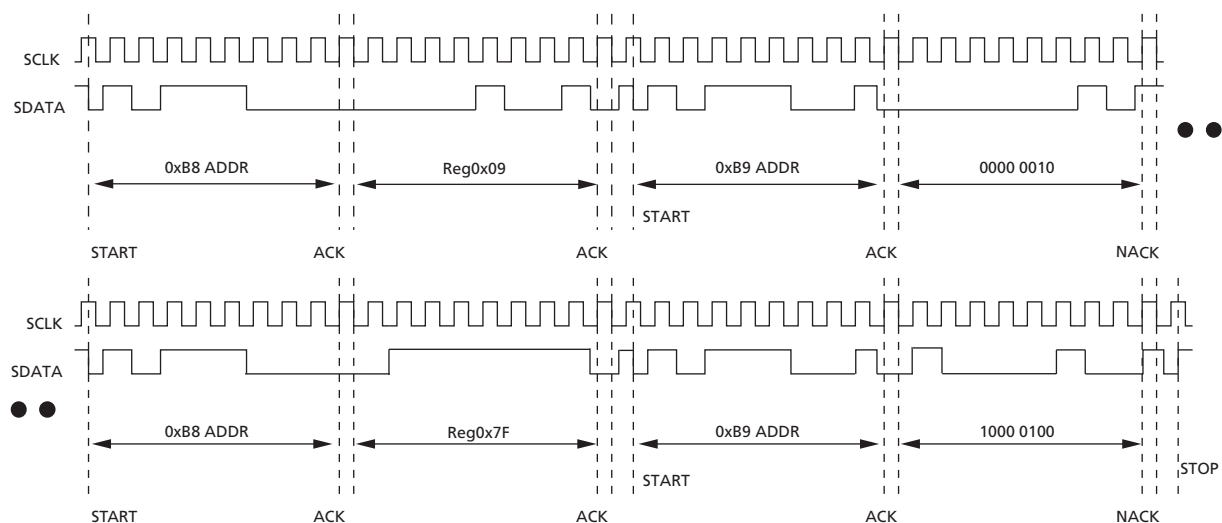 SCLK
SDATA
0xB8 ADDR Reg0x09 0xB9 ADDR 0000 0010
START
START ACK ACK ACK NACK
SCLK
SDATA
0xB8 ADDR Reg0x7F 0xB9 ADDR 1000 0100
START STOP
START ACK ACK ACK NACK